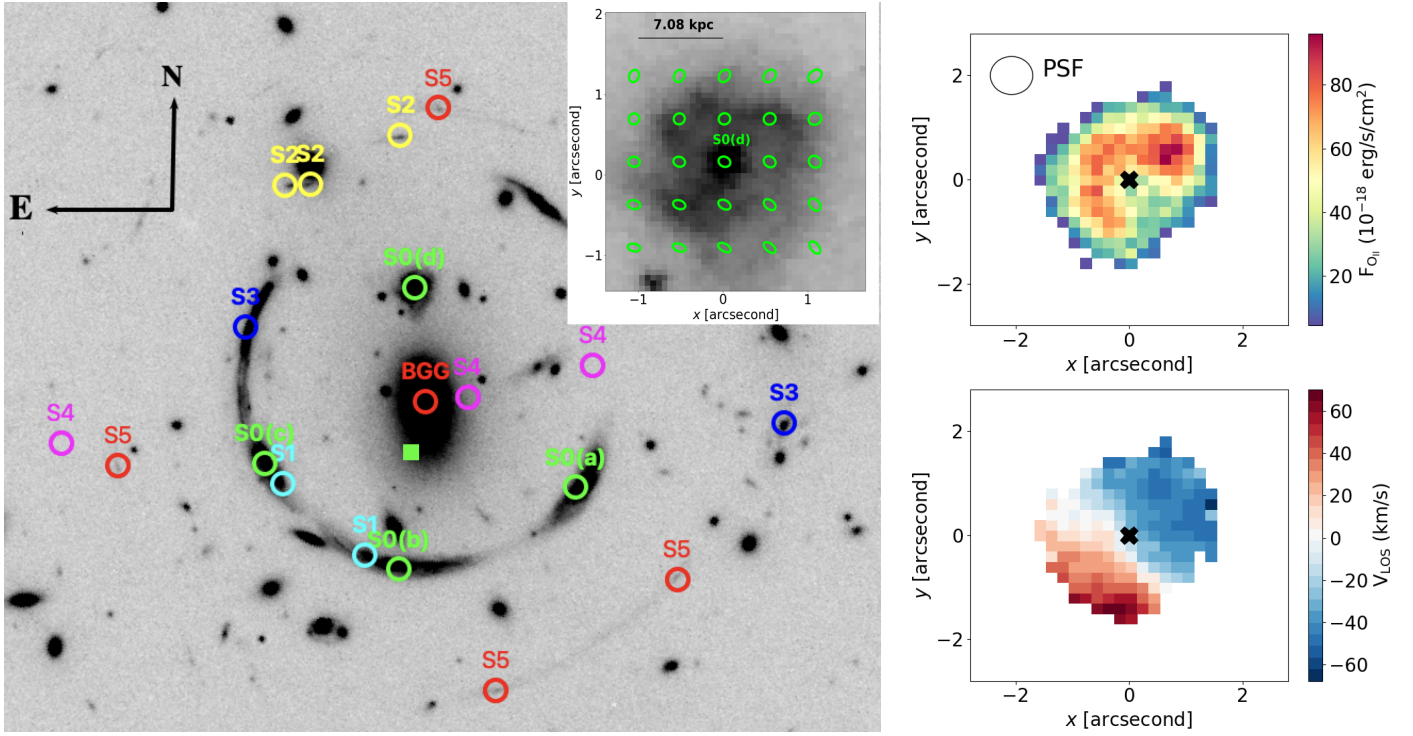 N
E
S5
S2
S2
S2
S0(d)
S3
S4
BGG
S4
S3
S4
S5
S0(c)
S1
S0(a)
S1
S0(b)
S5
S5
7.08 kpc
S0(d)
y [arcsecond]
2
1
0
−1
−1
0
1
x [arcsecond]
PSF
y [arcsecond]
2
0
−2
−2
0
2
x [arcsecond]
80
60
40
20
F_OII (10⁻¹⁸ erg/s/cm²)
y [arcsecond]
2
0
−2
−2
0
2
x [arcsecond]
60
40
20
0
−20
−40
−60
V_LOS (km/s)